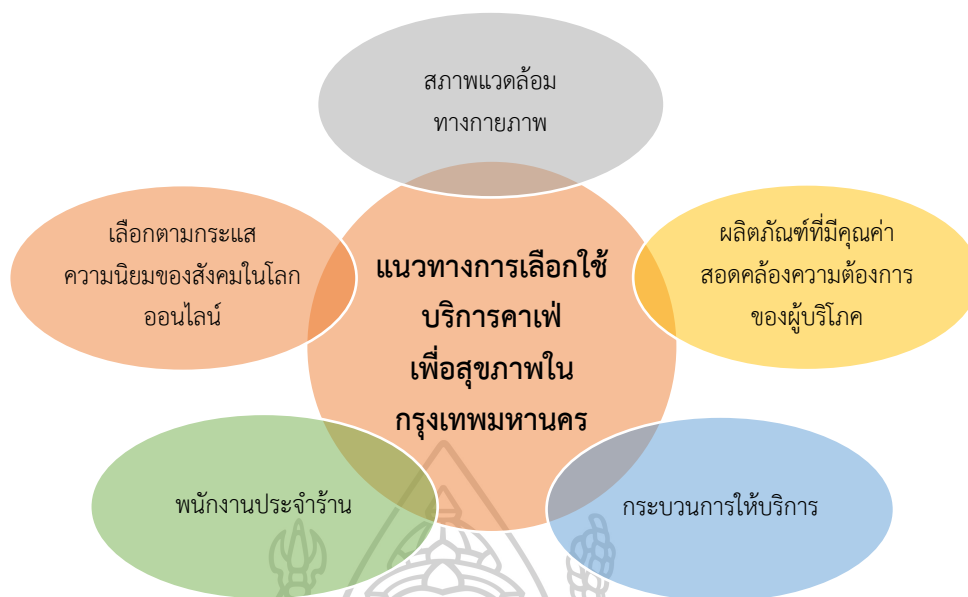 สภาพแวดล้อม
ทางกายภาพ
เลือกตามกระแส
ความนิยมของสังคมในโลก
ออนไลน์
แนวทางการเลือกใช้
บริการคาเฟ่
เพื่อสุขภาพใน
กรุงเทพมหานคร
ผลิตภัณฑ์ที่มีคุณค่า
สอดคล้องความต้องการ
ของผู้บริโภค
พนักงานประจำร้าน
กระบวนการให้บริการ